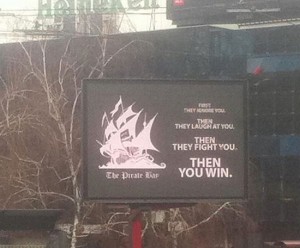 Heineken
FIRST
THEY IGNORE YOU.
THEN
THEY LAUGH AT YOU.
THEN
THEY FIGHT YOU.
THEN
YOU WIN.
The Pirate Bay